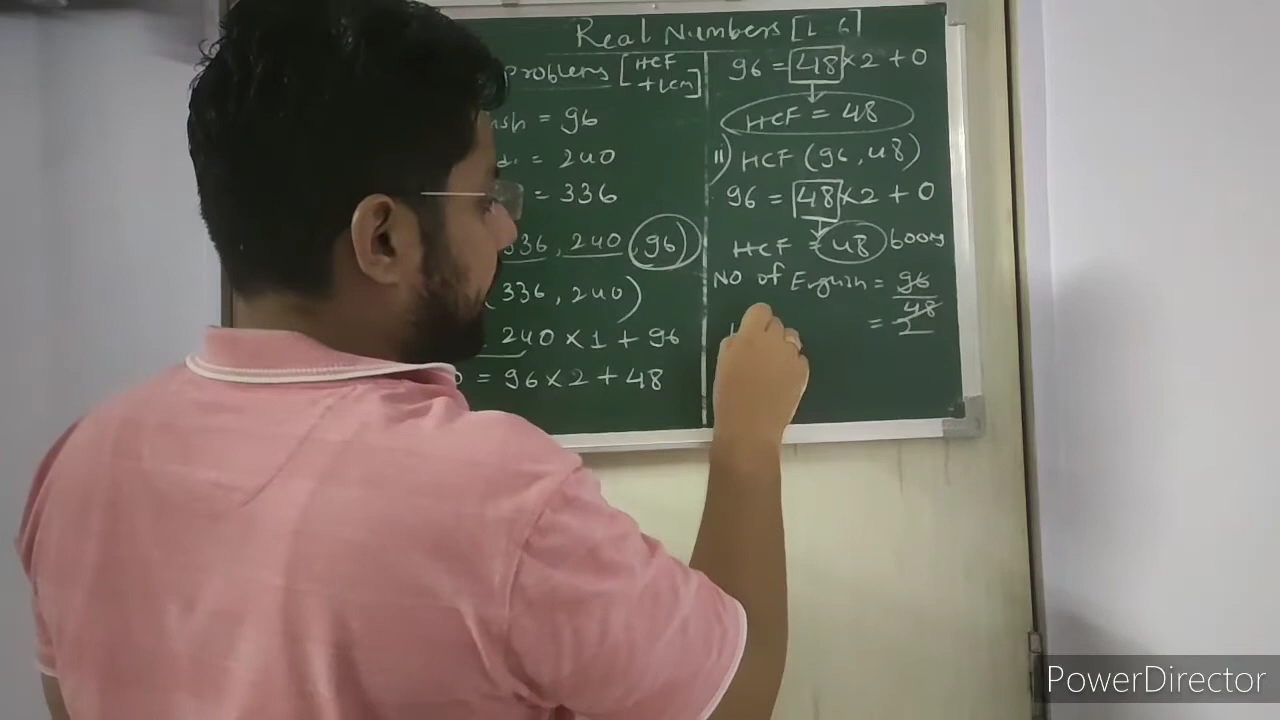 Real Numbers [L-6]
problems [HCF
+LCM]
= 96
= 240
= 336
336, 240, 96)
(336, 240)
240 × 1 + 96
0 = 96 × 2 + 48
96 = 48 × 2 + 0
HCF = 48
ii) HCF (96, 48)
96 = 48 × 2 + 0
HCF = 48 books
No of English = 96
48
= 2
PowerDirector